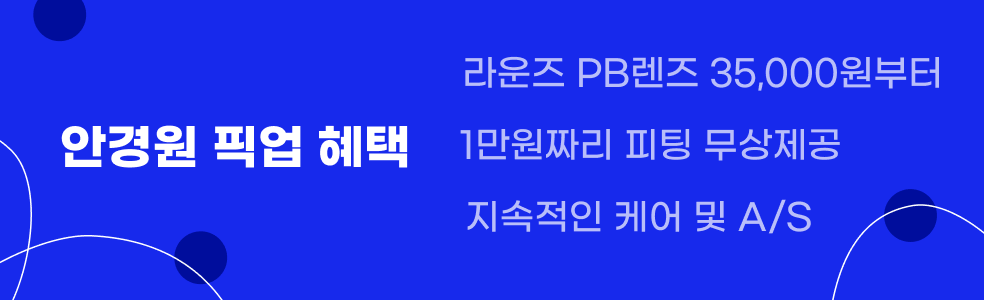 안경원 픽업 혜택
라운즈 PB렌즈 35,000원부터
1만원짜리 피팅 무상제공
지속적인 케어 및 A/S